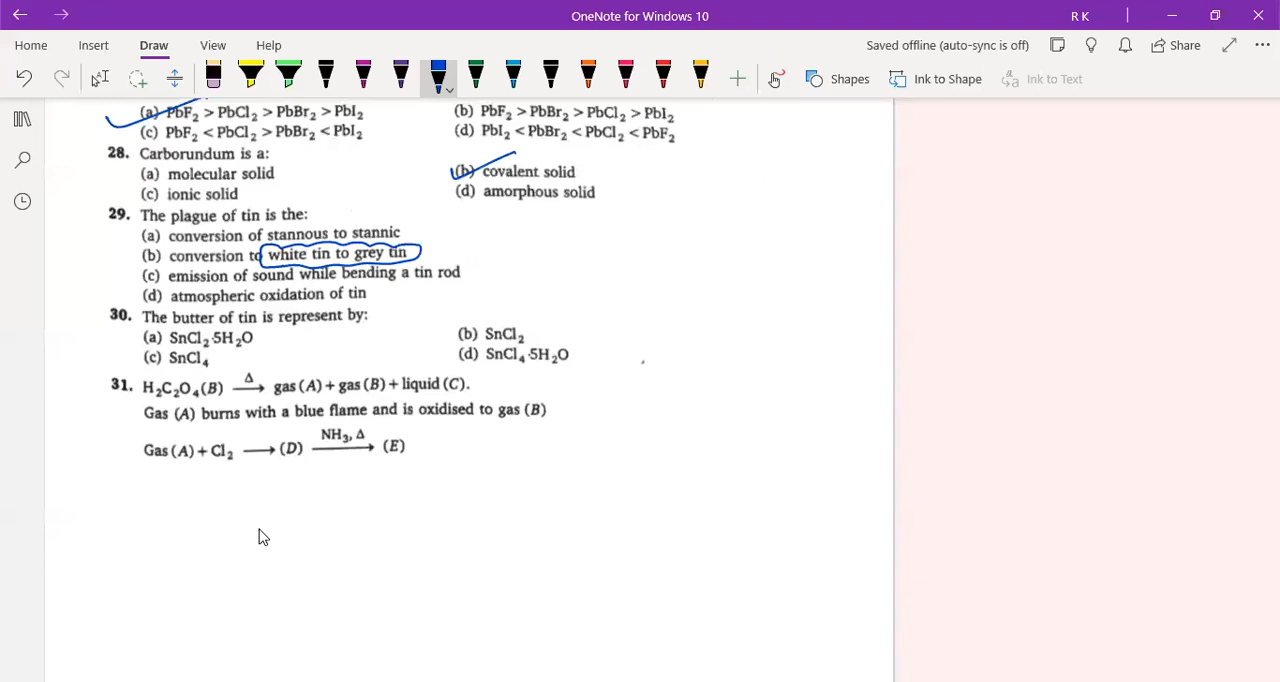 OneNote for Windows 10
R K
Home Insert Draw View Help
Saved offline (auto-sync is off)
Share
Shapes
Ink to Shape
Ink to Text
(a) PbF₂ > PbCl₂ > PbBr₂ > PbI₂ (b) PbF₂ > PbBr₂ > PbCl₂ > PbI₂
(c) PbF₂ < PbCl₂ > PbBr₂ < PbI₂ (d) PbI₂ < PbBr₂ < PbCl₂ < PbF₂
28. Carborundum is a:
(a) molecular solid (b) covalent solid
(c) ionic solid (d) amorphous solid
29. The plague of tin is the:
(a) conversion of stannous to stannic
(b) conversion to white tin to grey tin
(c) emission of sound while bending a tin rod
(d) atmospheric oxidation of tin
30. The butter of tin is represent by:
(a) SnCl₂·5H₂O (b) SnCl₂
(c) SnCl₄ (d) SnCl₄·5H₂O
31. H₂C₂O₄(B) —Δ→ gas (A) + gas (B) + liquid (C).
Gas (A) burns with a blue flame and is oxidised to gas (B)
Gas (A) + Cl₂ ⟶ (D) —NH₃, Δ→ (E)